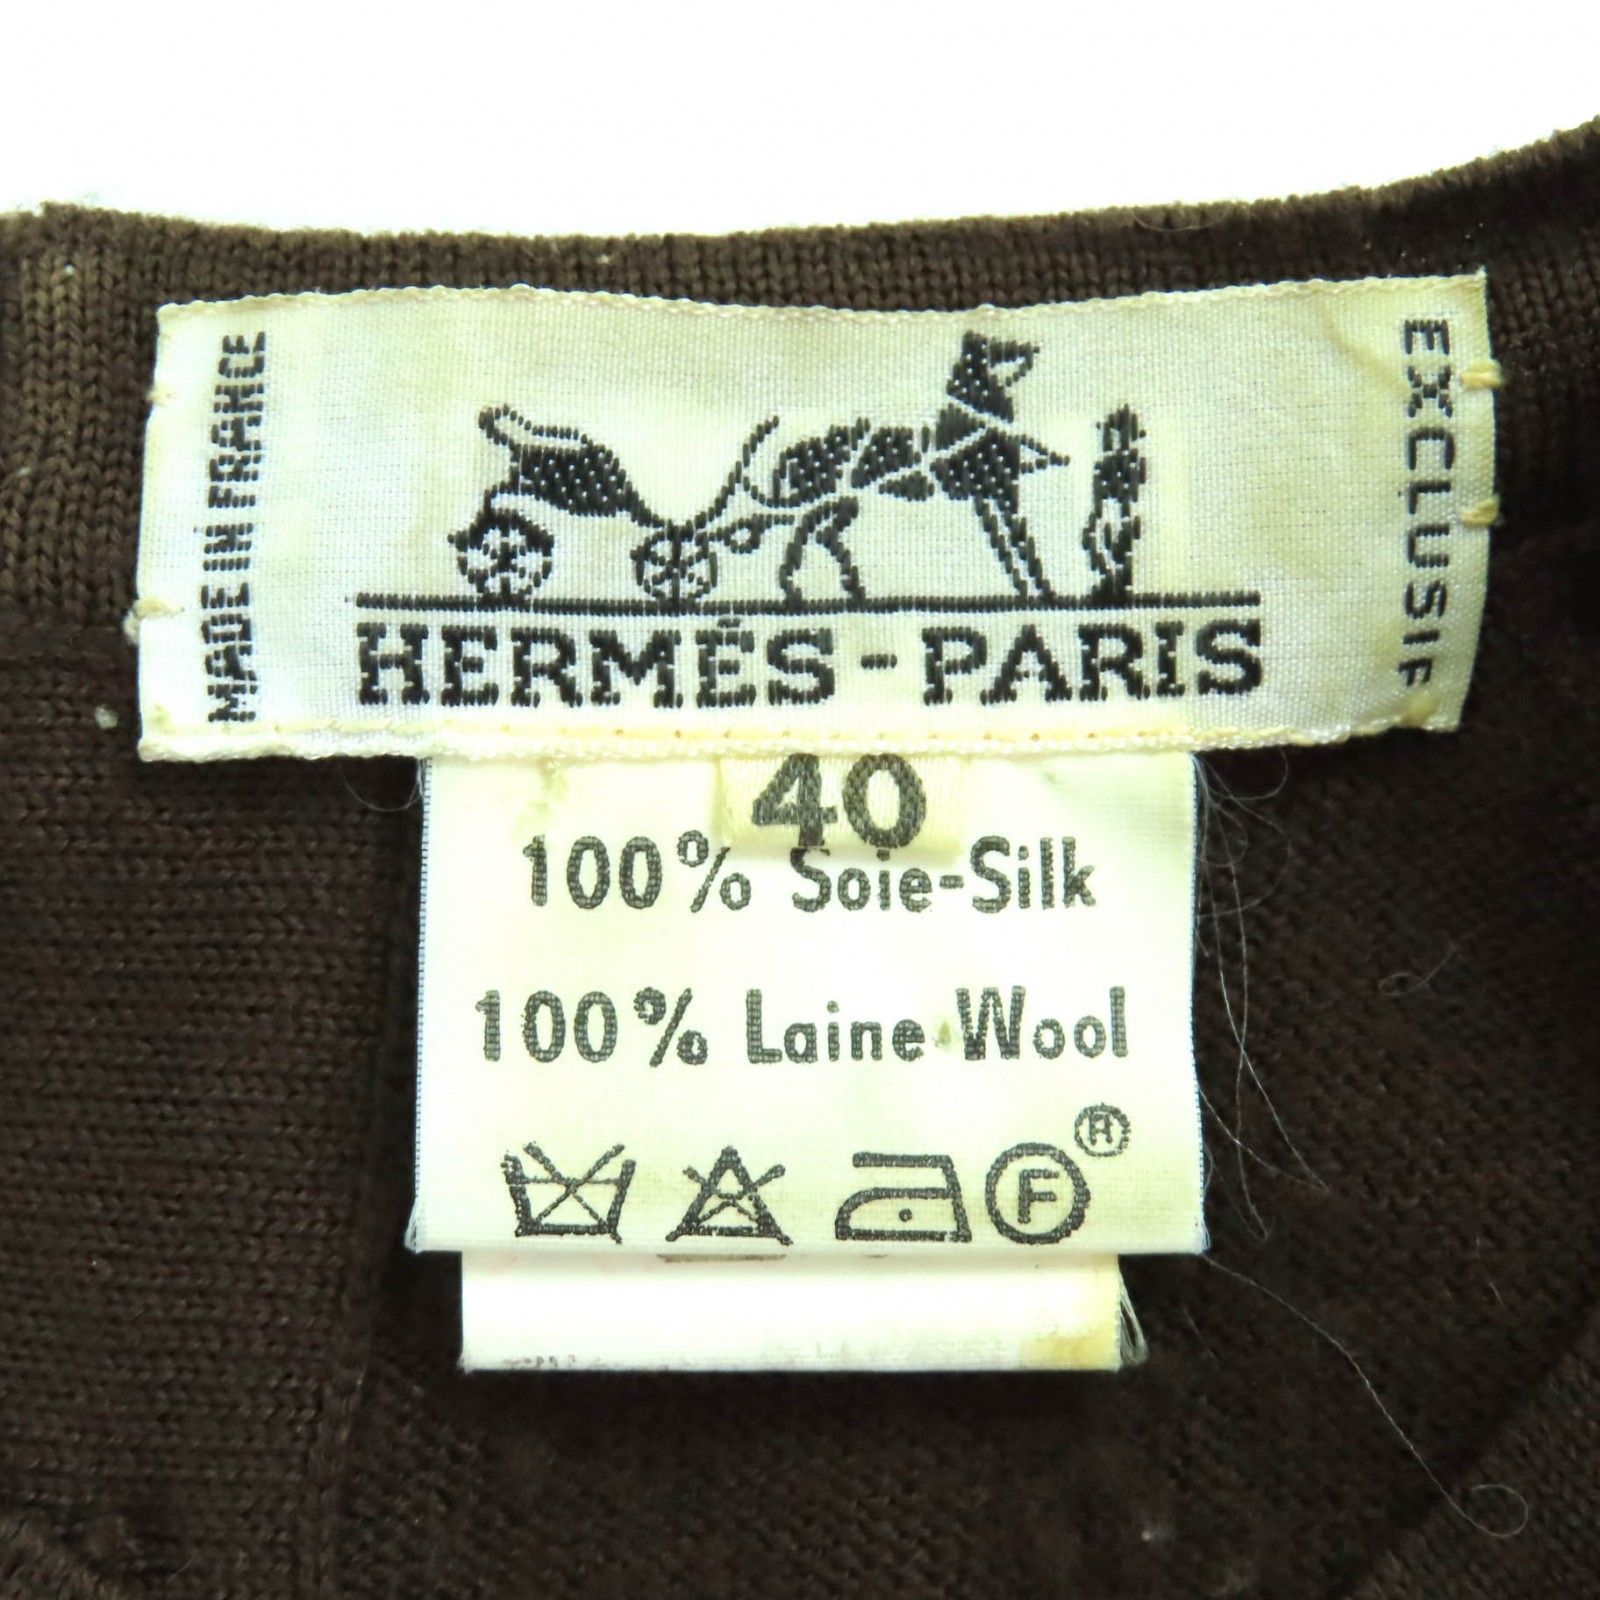 MADE IN FRANCE
EXCLUSIF
HERMÈS-PARIS
40
100% Soie-Silk
100% Laine Wool
F ®